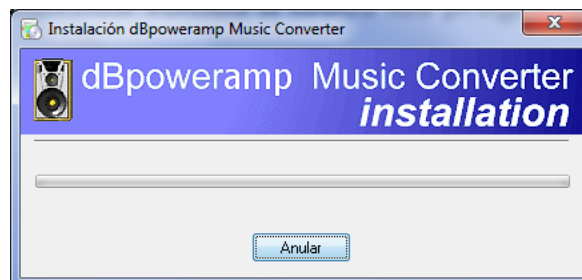 Instalación dBpoweramp Music Converter
dBpoweramp Music Converter
installation
Anular